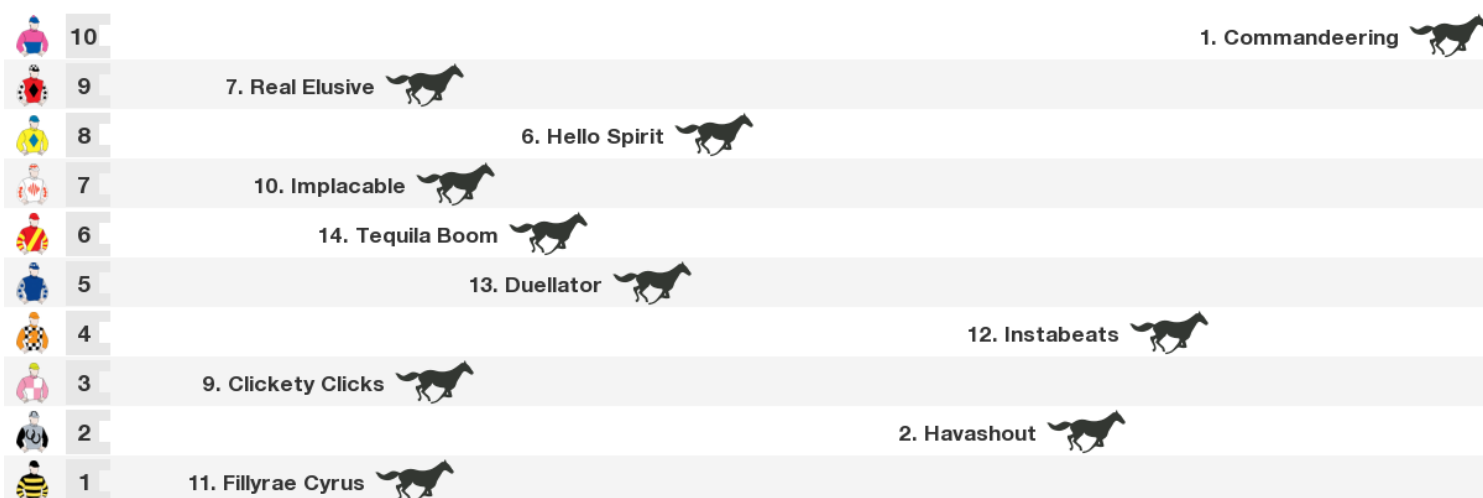 10 1. Commandeering
9 7. Real Elusive
8 6. Hello Spirit
7 10. Implacable
6 14. Tequila Boom
5 13. Duellator
4 12. Instabeats
3 9. Clickety Clicks
2 2. Havashout
1 11. Fillyrae Cyrus